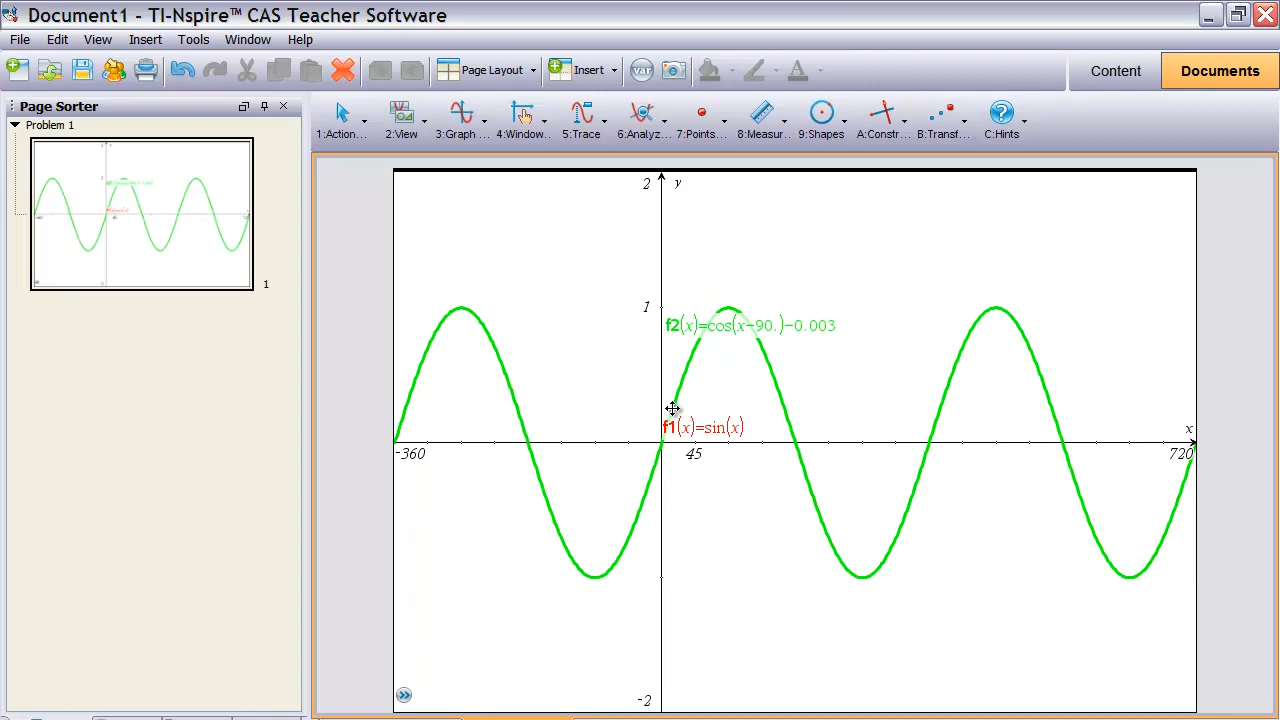 Document1 - TI-Nspire™ CAS Teacher Software
File Edit View Insert Tools Window Help
Page Layout Insert var Content Documents
Page Sorter
Problem 1
1
1:Action... 2:View 3:Graph ... 4:Window... 5:Trace 6:Analyz... 7:Points... 8:Measur... 9:Shapes A:Constr... B:Transf... C:Hints
2 y
1
f2(x)=cos(x-90.)-0.003
f1(x)=sin(x)
x
-360 45 720
-2